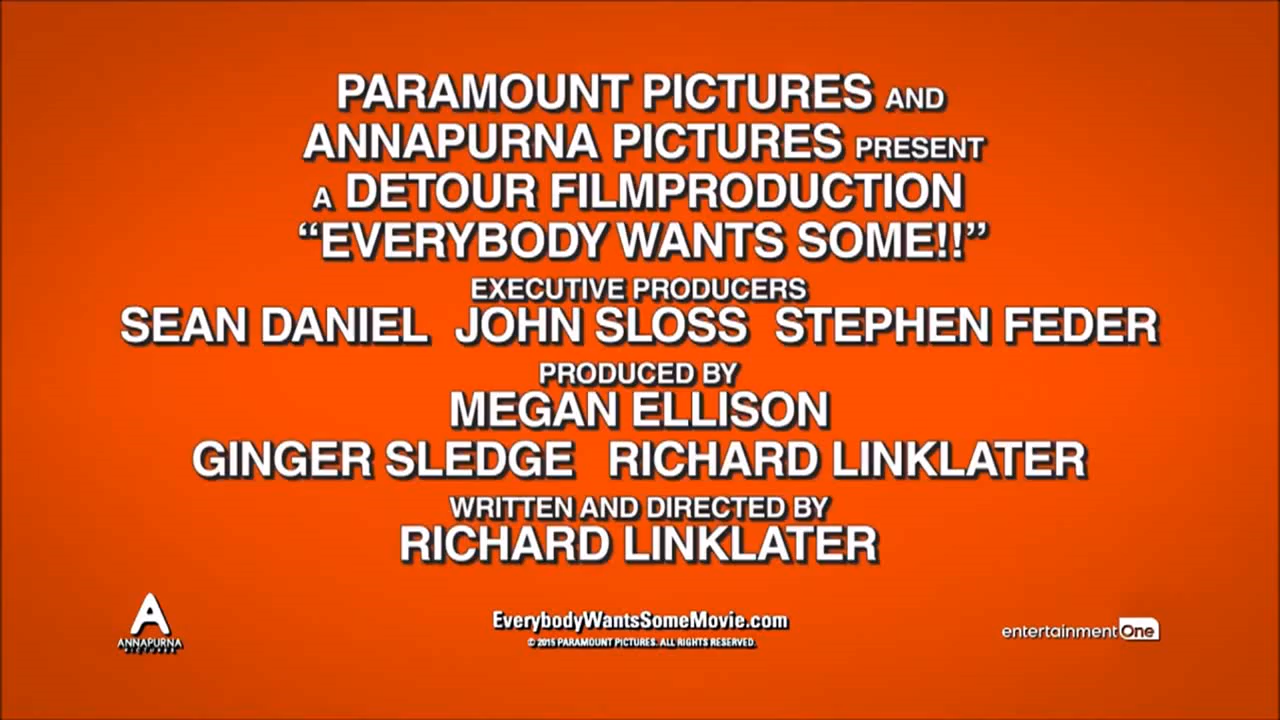 PARAMOUNT PICTURES AND
ANNAPURNA PICTURES PRESENT
A DETOUR FILMPRODUCTION
“EVERYBODY WANTS SOME!!”
EXECUTIVE PRODUCERS
SEAN DANIEL JOHN SLOSS STEPHEN FEDER
PRODUCED BY
MEGAN ELLISON
GINGER SLEDGE RICHARD LINKLATER
WRITTEN AND DIRECTED BY
RICHARD LINKLATER
A
ANNAPURNA
PICTURES
EverybodyWantsSomeMovie.com
© 2015 PARAMOUNT PICTURES. ALL RIGHTS RESERVED.
entertainment One